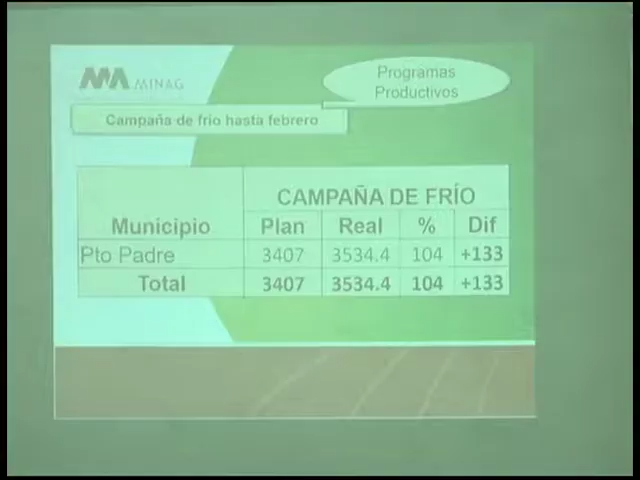 MINAG
Programas
Productivos
Campaña de frio hasta febrero
CAMPAÑA DE FRÍO
Municipio Plan Real % Dif
Pto Padre 3407 3534.4 104 +133
Total 3407 3534.4 104 +133